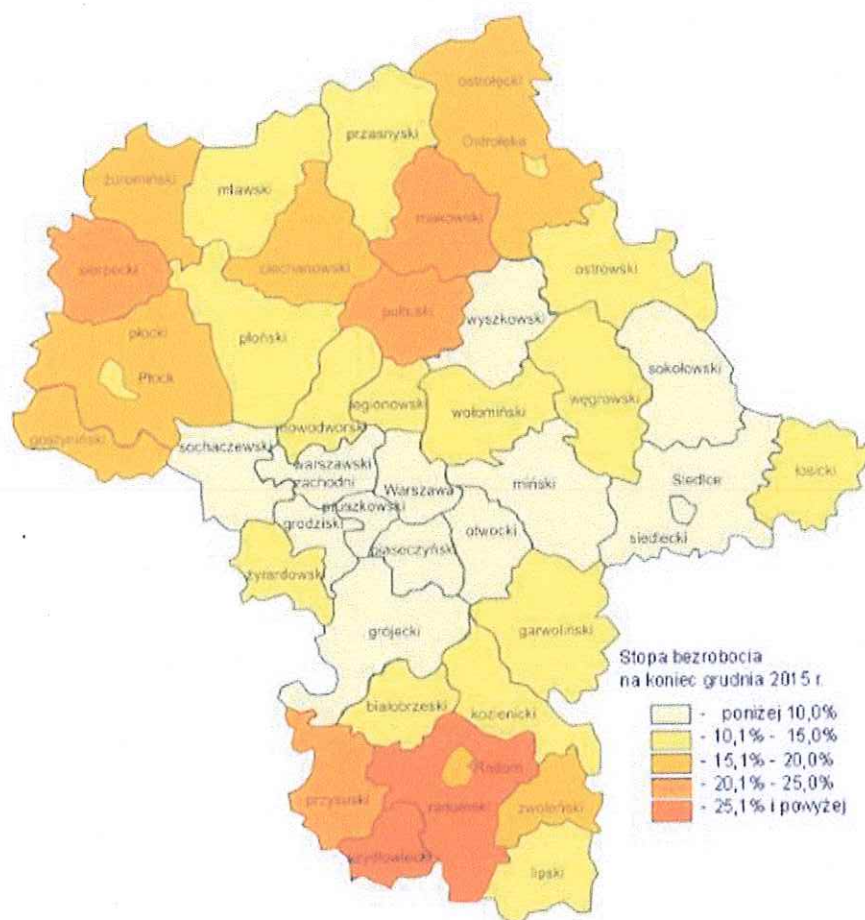 ostrołęcki
przasnyski
Ostrołęka
żuromiński
mławski
makowski
sierpecki
ciechanowski
ostrowski
pułtuski
wyszkowski
płocki
płoński
sokołowski
Płock
legionowski
wołomiński
węgrowski
gostyniński
nowodworski
sochaczewski
warszawski
zachodni
Warszawa
miński
Siedlce
łosicki
pruszkowski
grodziski
otwocki
siedlecki
piaseczyński
żyrardowski
grójecki
garwoliński
Stopa bezrobocia
na koniec grudnia 2015 r.
białobrzeski
kozienicki
- poniżej 10,0%
- 10,1% - 15,0%
- 15,1% - 20,0%
- 20,1% - 25,0%
- 25,1% i powyżej
Radom
przysuski
radomski
zwoleński
szydłowiecki
lipski